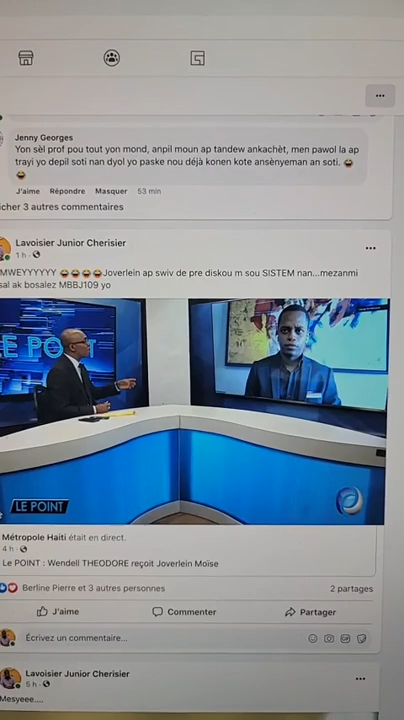 Jenny Georges
Yon sèl prof pou tout yon mond, anpil moun ap tandew ankachèt, men pawol la ap
trayi yo depil soti nan dyol yo paske nou déjà konen kote ansènyeman an soti. 😂
😂
J'aime Répondre Masquer 53 min
icher 3 autres commentaires
Lavoisier Junior Cherisier
1 h ·
MWEYYYYYY 😂😂😂😂Joverlein ap swiv de pre diskou m sou SISTEM nan...mezanmi
sal ak bosalez MBBJ109 yo
LE POINT
LE POINT
Métropole Haiti était en direct.
4 h ·
Le POINT : Wendell THEODORE reçoit Joverlein Moïse
Berline Pierre et 3 autres personnes 2 partages
J'aime Commenter Partager
Écrivez un commentaire...
GIF
Lavoisier Junior Cherisier
5 h ·
Mesyeee....